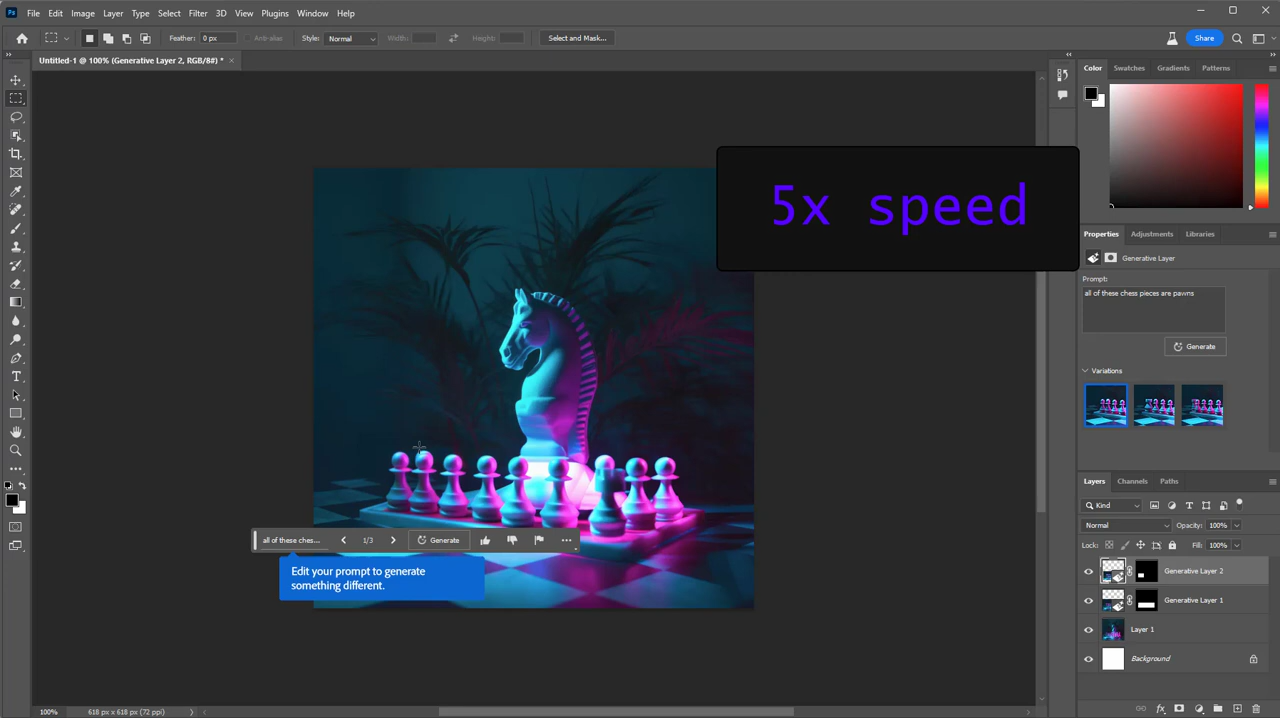 Ps File Edit Image Layer Type Select Filter 3D View Plugins Window Help
Feather: 0 px Anti-alias Style: Normal Width: Height: Select and Mask... Share
Untitled-1 @ 100% (Generative Layer 2, RGB/8#) * ×
Color Swatches Gradients Patterns
5x speed
Properties Adjustments Libraries
Generative Layer
Prompt:
all of these chess pieces are pawns
Generate
Variations
Layers Channels Paths
Kind
Normal Opacity: 100%
Lock: Fill: 100%
all of these ches... 1/3 Generate
Edit your prompt to generate
something different.
Generative Layer 2
Generative Layer 1
Layer 1
Background
100% 618 px x 618 px (72 ppi)